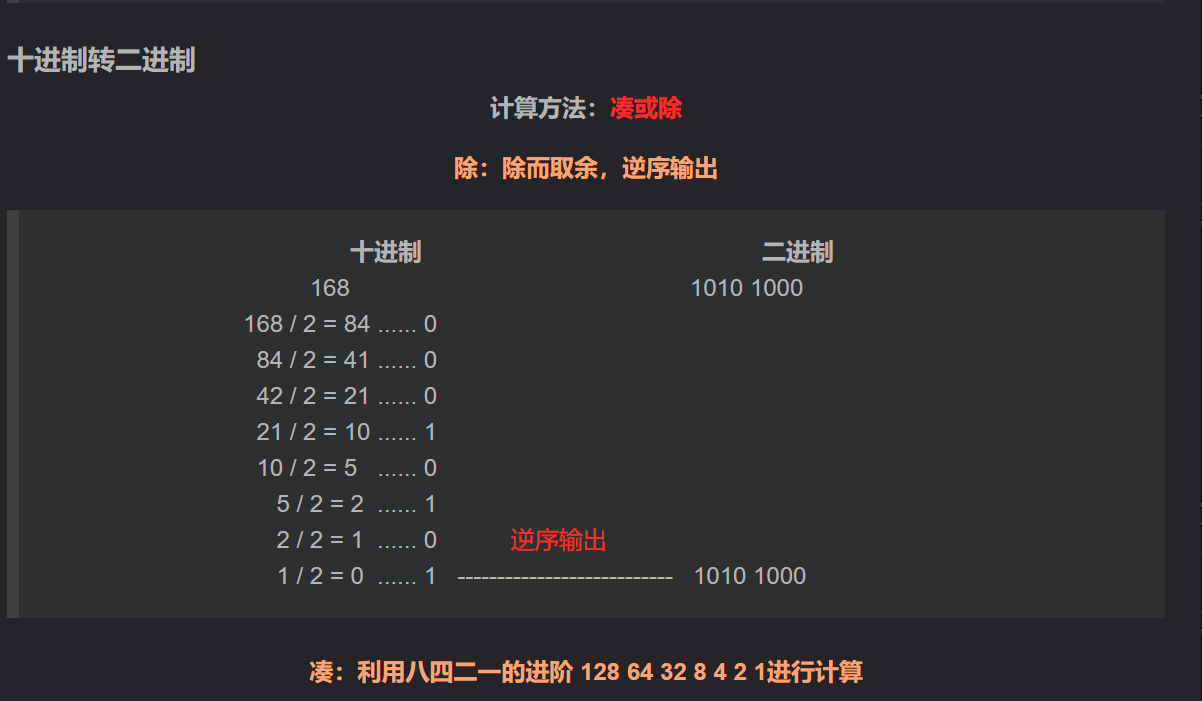 十进制转二进制
计算方法：凑或除
除：除而取余，逆序输出
十进制 二进制
168 1010 1000
168 / 2 = 84 ...... 0
84 / 2 = 41 ...... 0
42 / 2 = 21 ...... 0
21 / 2 = 10 ...... 1
10 / 2 = 5 ...... 0
5 / 2 = 2 ...... 1
2 / 2 = 1 ...... 0 逆序输出
1 / 2 = 0 ...... 1 --------------------------- 1010 1000
凑：利用八四二一的进阶 128 64 32 8 4 2 1进行计算